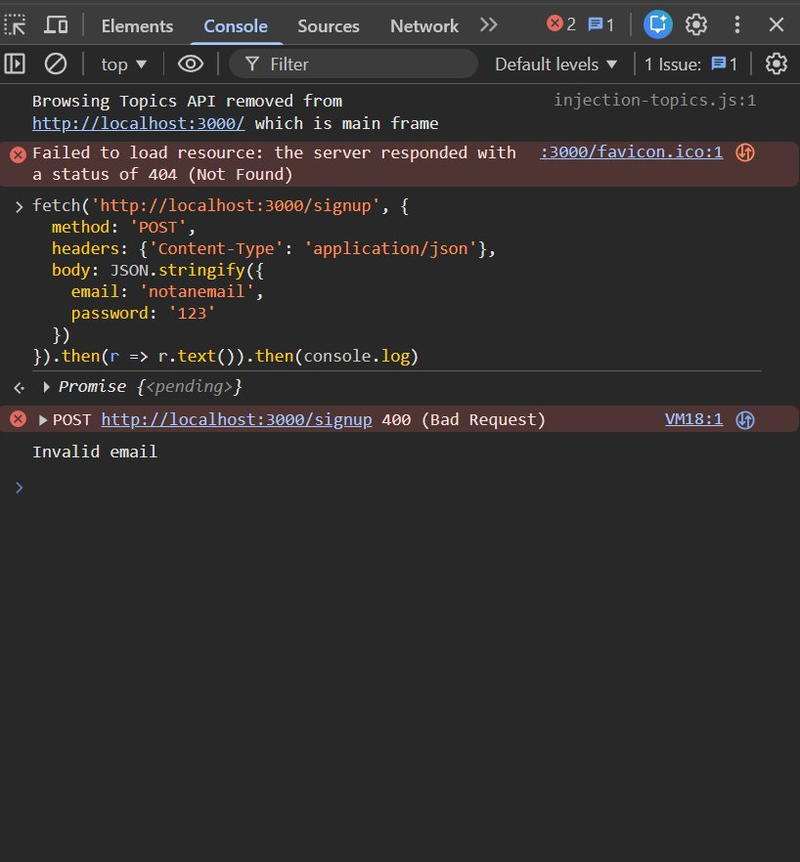 Elements Console Sources Network 2 1
top Filter Default levels 1 Issue: 1
Browsing Topics API removed from injection-topics.js:1
http://localhost:3000/ which is main frame
Failed to load resource: the server responded with :3000/favicon.ico:1
a status of 404 (Not Found)
fetch('http://localhost:3000/signup', {
  method: 'POST',
  headers: {'Content-Type': 'application/json'},
  body: JSON.stringify({
    email: 'notanemail',
    password: '123'
  })
}).then(r => r.text()).then(console.log)
Promise {<pending>}
POST http://localhost:3000/signup 400 (Bad Request) VM18:1
Invalid email